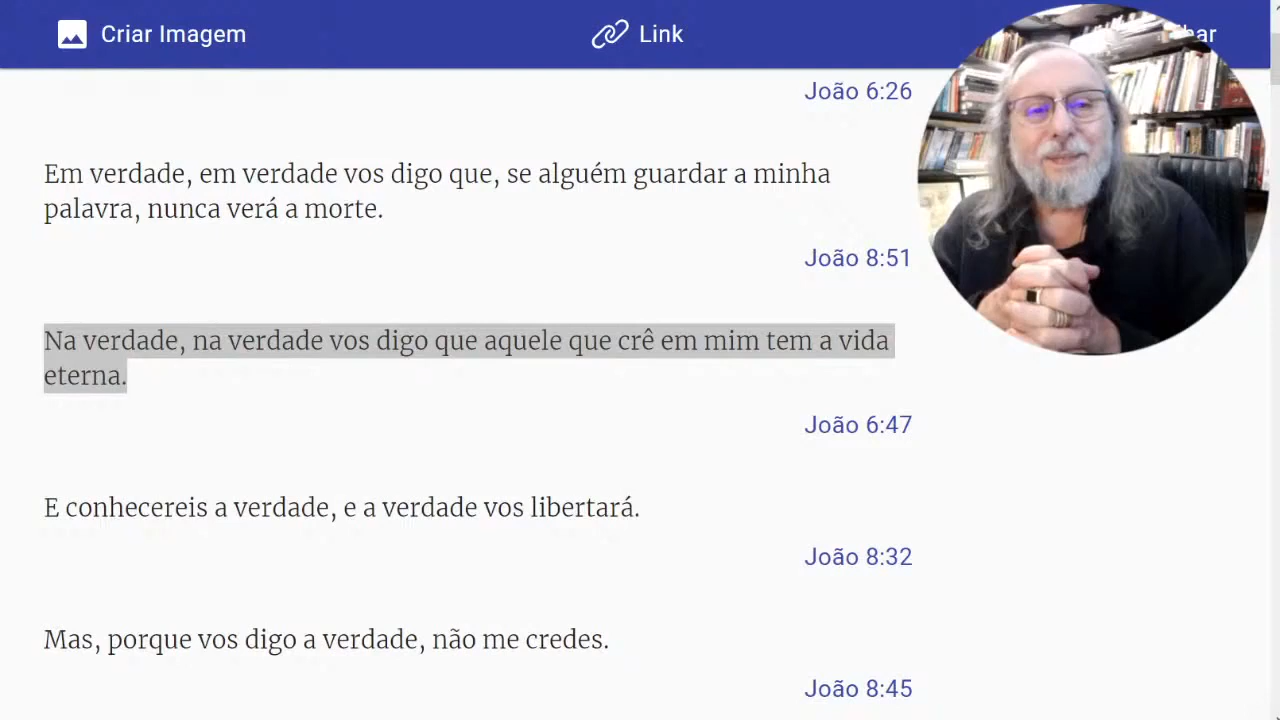 Criar Imagem
Link
João 6:26
Em verdade, em verdade vos digo que, se alguém guardar a minha
palavra, nunca verá a morte.
João 8:51
Na verdade, na verdade vos digo que aquele que crê em mim tem a vida
eterna.
João 6:47
E conhecereis a verdade, e a verdade vos libertará.
João 8:32
Mas, porque vos digo a verdade, não me credes.
João 8:45